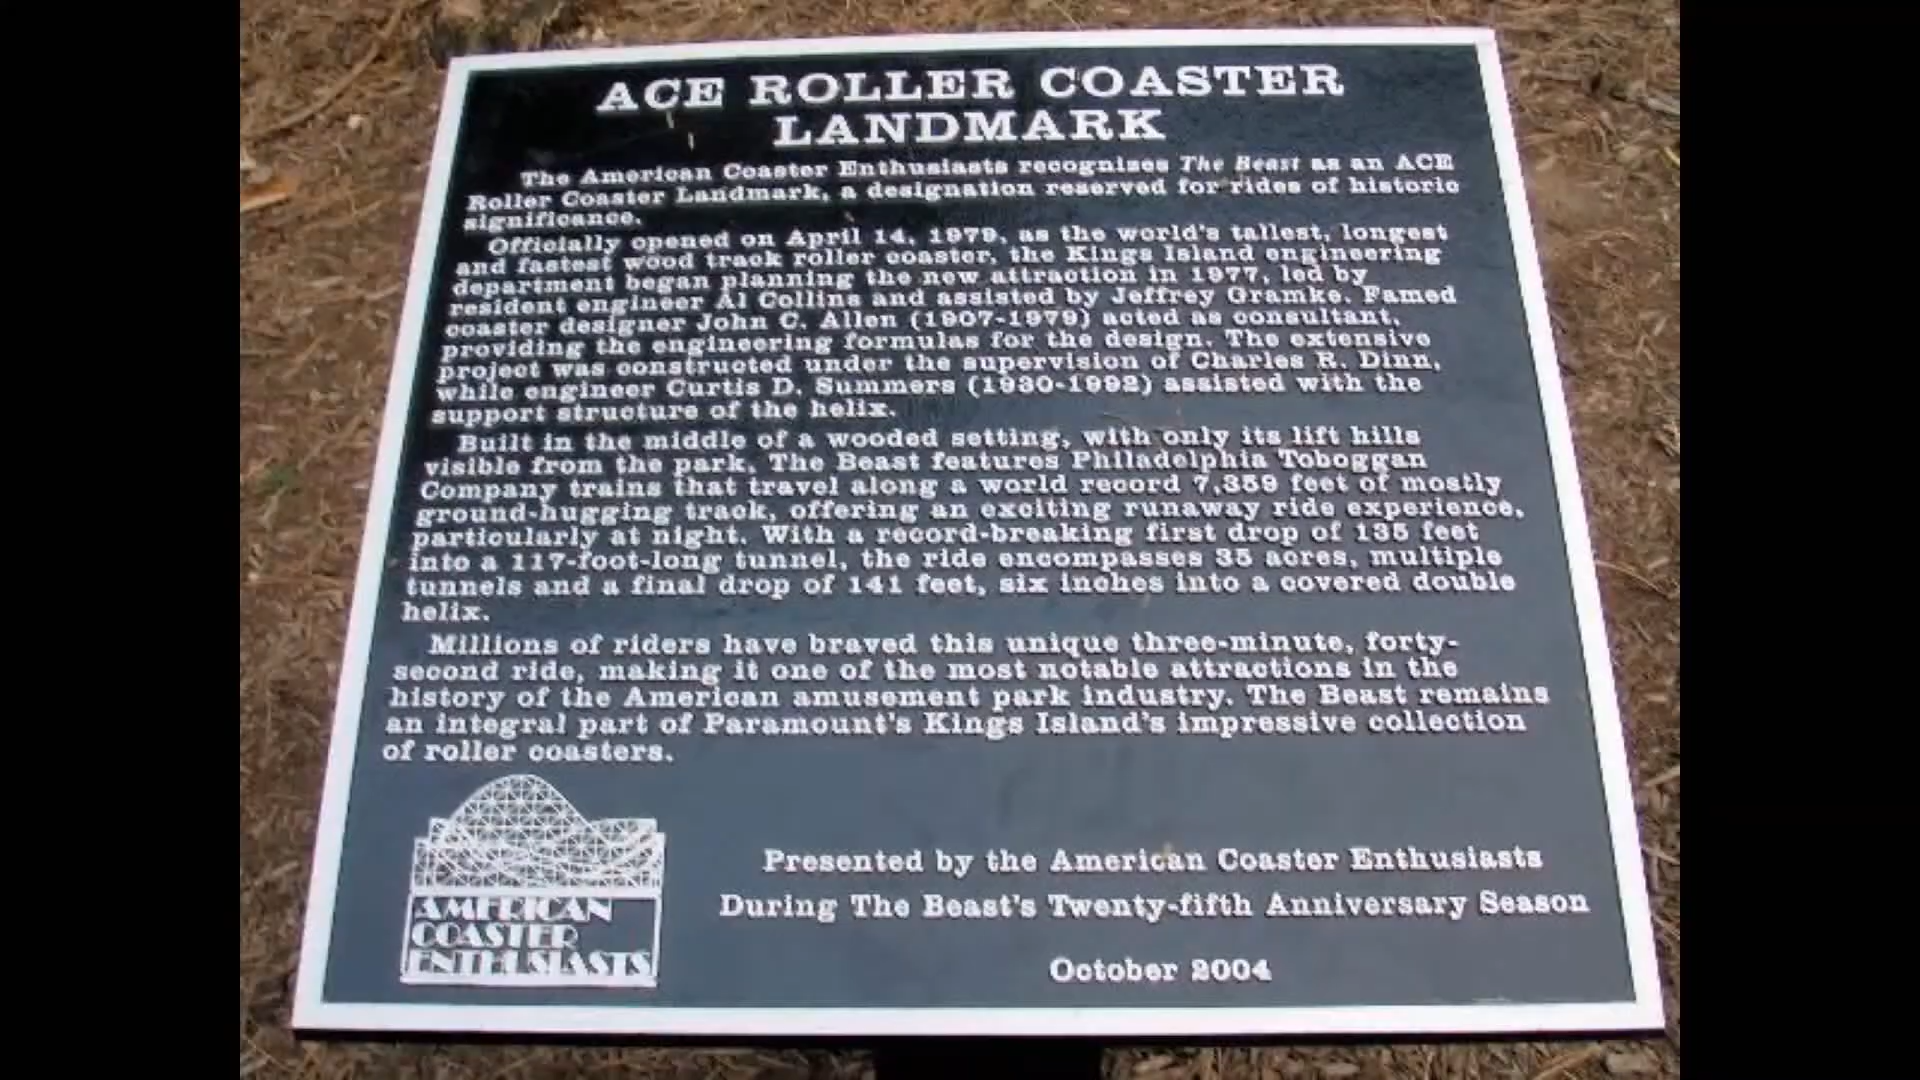 ACE ROLLER COASTER
LANDMARK
The American Coaster Enthusiasts recognizes The Beast as an ACE
Roller Coaster Landmark, a designation reserved for rides of historic
significance.
Officially opened on April 14, 1979, as the world's tallest, longest
and fastest wood track roller coaster, the Kings Island engineering
department began planning the new attraction in 1977, led by
resident engineer Al Collins and assisted by Jeffrey Gramke. Famed
coaster designer John C. Allen (1907-1979) acted as consultant,
providing the engineering formulas for the design. The extensive
project was constructed under the supervision of Charles R. Dinn,
while engineer Curtis D. Summers (1930-1992) assisted with the
support structure of the helix.
Built in the middle of a wooded setting, with only its lift hills
visible from the park, The Beast features Philadelphia Toboggan
Company trains that travel along a world record 7,359 feet of mostly
ground-hugging track, offering an exciting runaway ride experience,
particularly at night. With a record-breaking first drop of 135 feet
into a 117-foot-long tunnel, the ride encompasses 35 acres, multiple
tunnels and a final drop of 141 feet, six inches into a covered double
helix.
Millions of riders have braved this unique three-minute, forty-
second ride, making it one of the most notable attractions in the
history of the American amusement park industry. The Beast remains
an integral part of Paramount's Kings Island's impressive collection
of roller coasters.
AMERICAN
COASTER
ENTHUSIASTS
Presented by the American Coaster Enthusiasts
During The Beast's Twenty-fifth Anniversary Season
October 2004